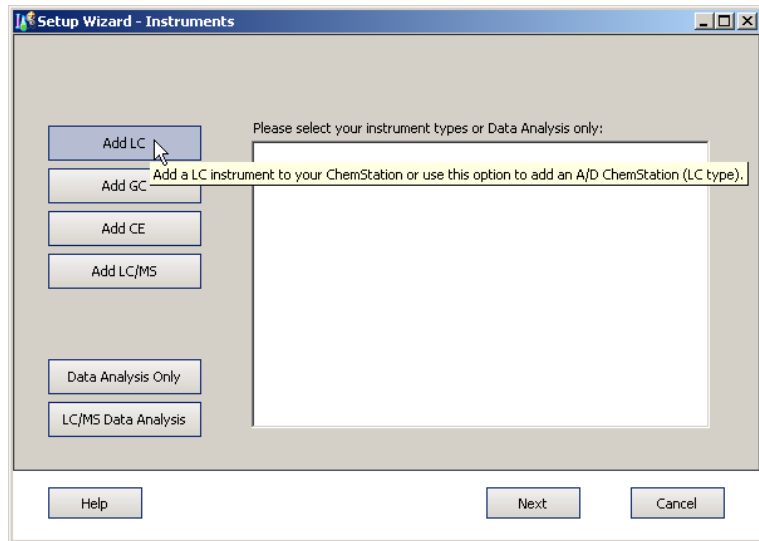 Setup Wizard - Instruments
Please select your instrument types or Data Analysis only:
Add LC
Add a LC instrument to your ChemStation or use this option to add an A/D ChemStation (LC type).
Add GC
Add CE
Add LC/MS
Data Analysis Only
LC/MS Data Analysis
Help
Next
Cancel